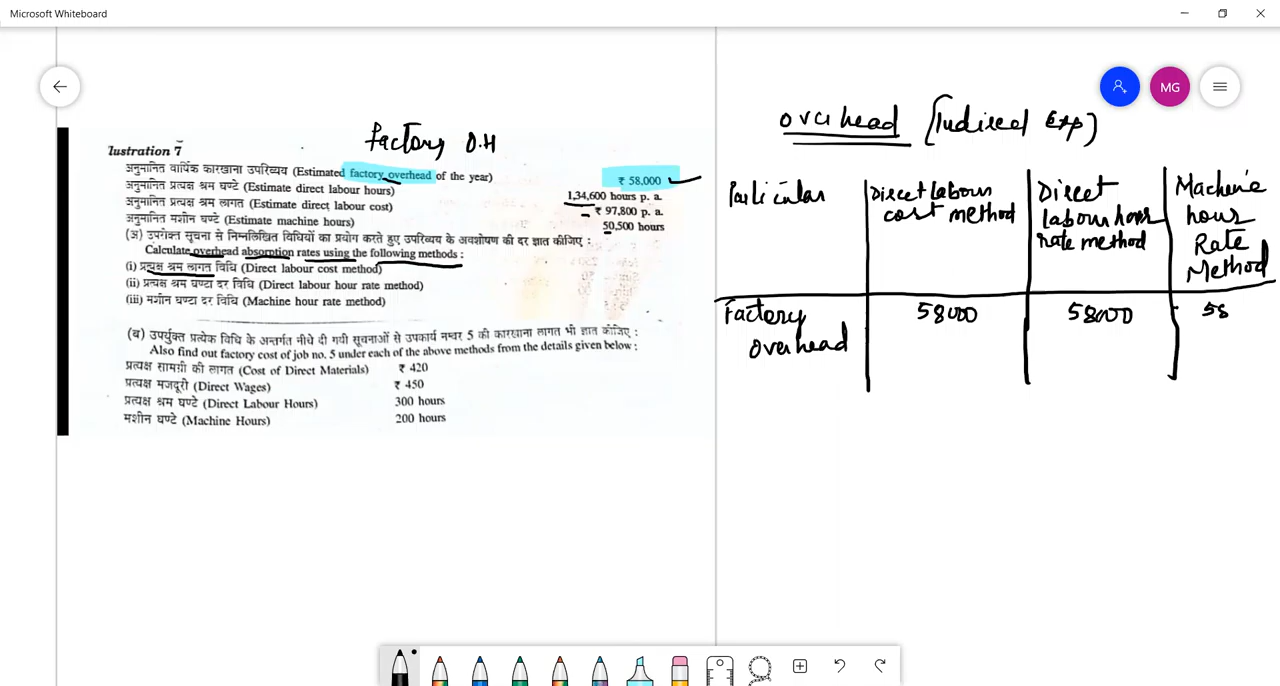 Microsoft Whiteboard
MG
lustration 7
Factory O.H
अनुमानित वार्षिक कारखाना उपरिव्यय (Estimated factory overhead of the year) ₹ 58,000
अनुमानित प्रत्यक्ष श्रम घण्टे (Estimate direct labour hours) 1,34,600 hours p. a.
अनुमानित प्रत्यक्ष श्रम लागत (Estimate direct labour cost) ₹ 97,800 p. a.
अनुमानित मशीन घण्टे (Estimate machine hours) 50,500 hours
(अ) उपरोक्त सूचना से निम्नलिखित विधियों का प्रयोग करते हुए उपरिव्यय के अवशोषण की दर ज्ञात कीजिए :
Calculate overhead absorption rates using the following methods :
(i) प्रत्यक्ष श्रम लागत विधि (Direct labour cost method)
(ii) प्रत्यक्ष श्रम घण्टा दर विधि (Direct labour hour rate method)
(iii) मशीन घण्टा दर विधि (Machine hour rate method)
(ब) उपर्युक्त प्रत्येक विधि के अन्तर्गत नीचे दी गयी सूचनाओं से उपकार्य नम्बर 5 की कारखाना लागत भी ज्ञात कीजिए :
Also find out factory cost of job no. 5 under each of the above methods from the details given below :
प्रत्यक्ष सामग्री की लागत (Cost of Direct Materials) ₹ 420
प्रत्यक्ष मजदूरी (Direct Wages) ₹ 450
प्रत्यक्ष श्रम घण्टे (Direct Labour Hours) 300 hours
मशीन घण्टे (Machine Hours) 200 hours
overhead (Indirect Exp)
Particular
Direct labour
cost method
Direct
labour hour
rate method
Machine
hour
Rate
Method
Factory 58000 58000 58
overhead